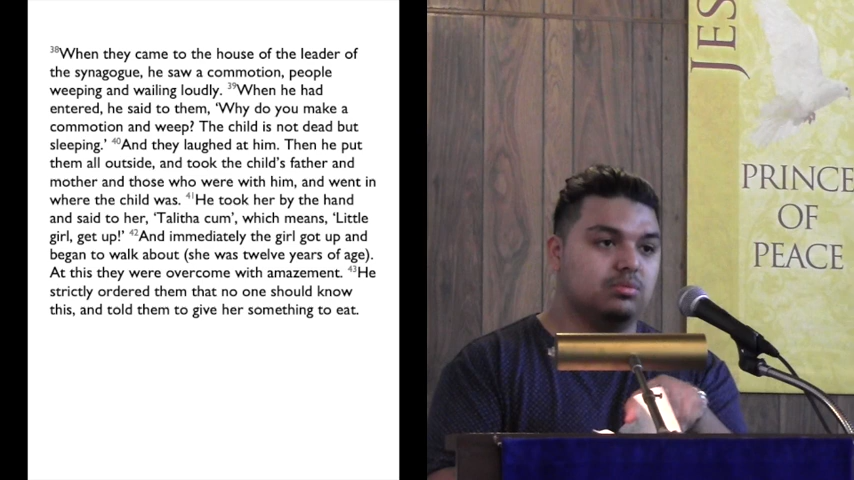 38When they came to the house of the leader of
the synagogue, he saw a commotion, people
weeping and wailing loudly. 39When he had
entered, he said to them, ‘Why do you make a
commotion and weep? The child is not dead but
sleeping.’ 40And they laughed at him. Then he put
them all outside, and took the child’s father and
mother and those who were with him, and went in
where the child was. 41He took her by the hand
and said to her, ‘Talitha cum’, which means, ‘Little
girl, get up!’ 42And immediately the girl got up and
began to walk about (she was twelve years of age).
At this they were overcome with amazement. 43He
strictly ordered them that no one should know
this, and told them to give her something to eat.
JES
PRINCE
OF
PEACE